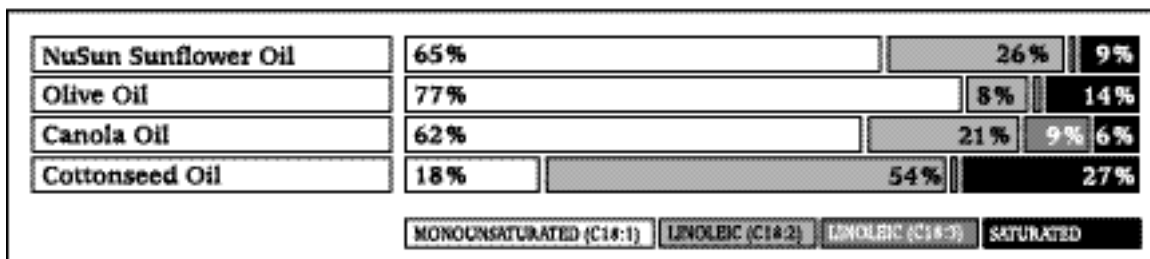 NuSun Sunflower Oil 65% 26% 9%
Olive Oil 77% 8% 14%
Canola Oil 62% 21% 9% 6%
Cottonseed Oil 18% 54% 27%
MONOUNSATURATED (C18:1) LINOLEIC (C18:2) LINOLEIC (C18:3) SATURATED